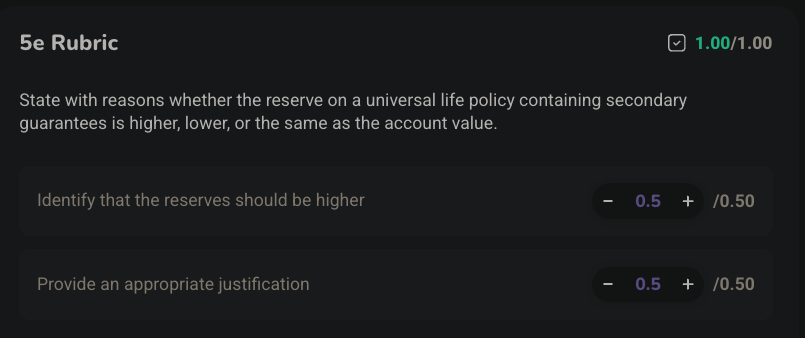 5e Rubric
1.00/1.00
State with reasons whether the reserve on a universal life policy containing secondary
guarantees is higher, lower, or the same as the account value.
Identify that the reserves should be higher
− 0.5 + /0.50
Provide an appropriate justification
− 0.5 + /0.50